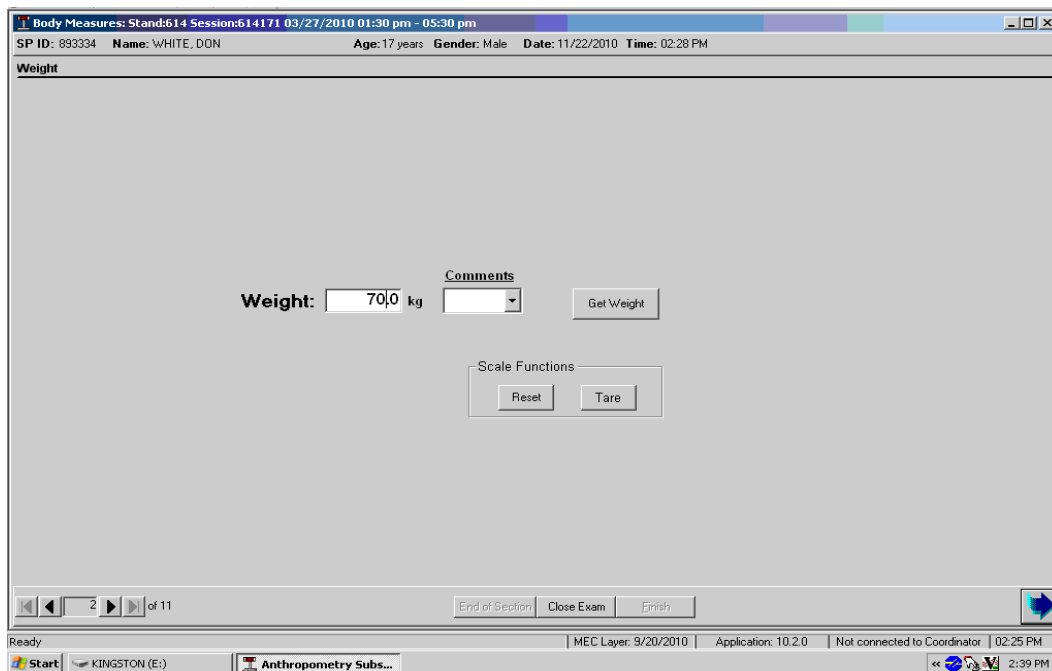 Body Measures: Stand:614 Session:614171 03/27/2010 01:30 pm - 05:30 pm
SP ID: 893334 Name: WHITE, DON Age: 17 years Gender: Male Date: 11/22/2010 Time: 02:28 PM
Weight
Comments
Weight: 70.0 kg Get Weight
Scale Functions
Reset Tare
2 of 11 End of Section Close Exam Finish
Ready MEC Layer: 9/20/2010 Application: 10.2.0 Not connected to Coordinator 02:25 PM
Start KINGSTON (E:) Anthropometry Subs... « 2:39 PM